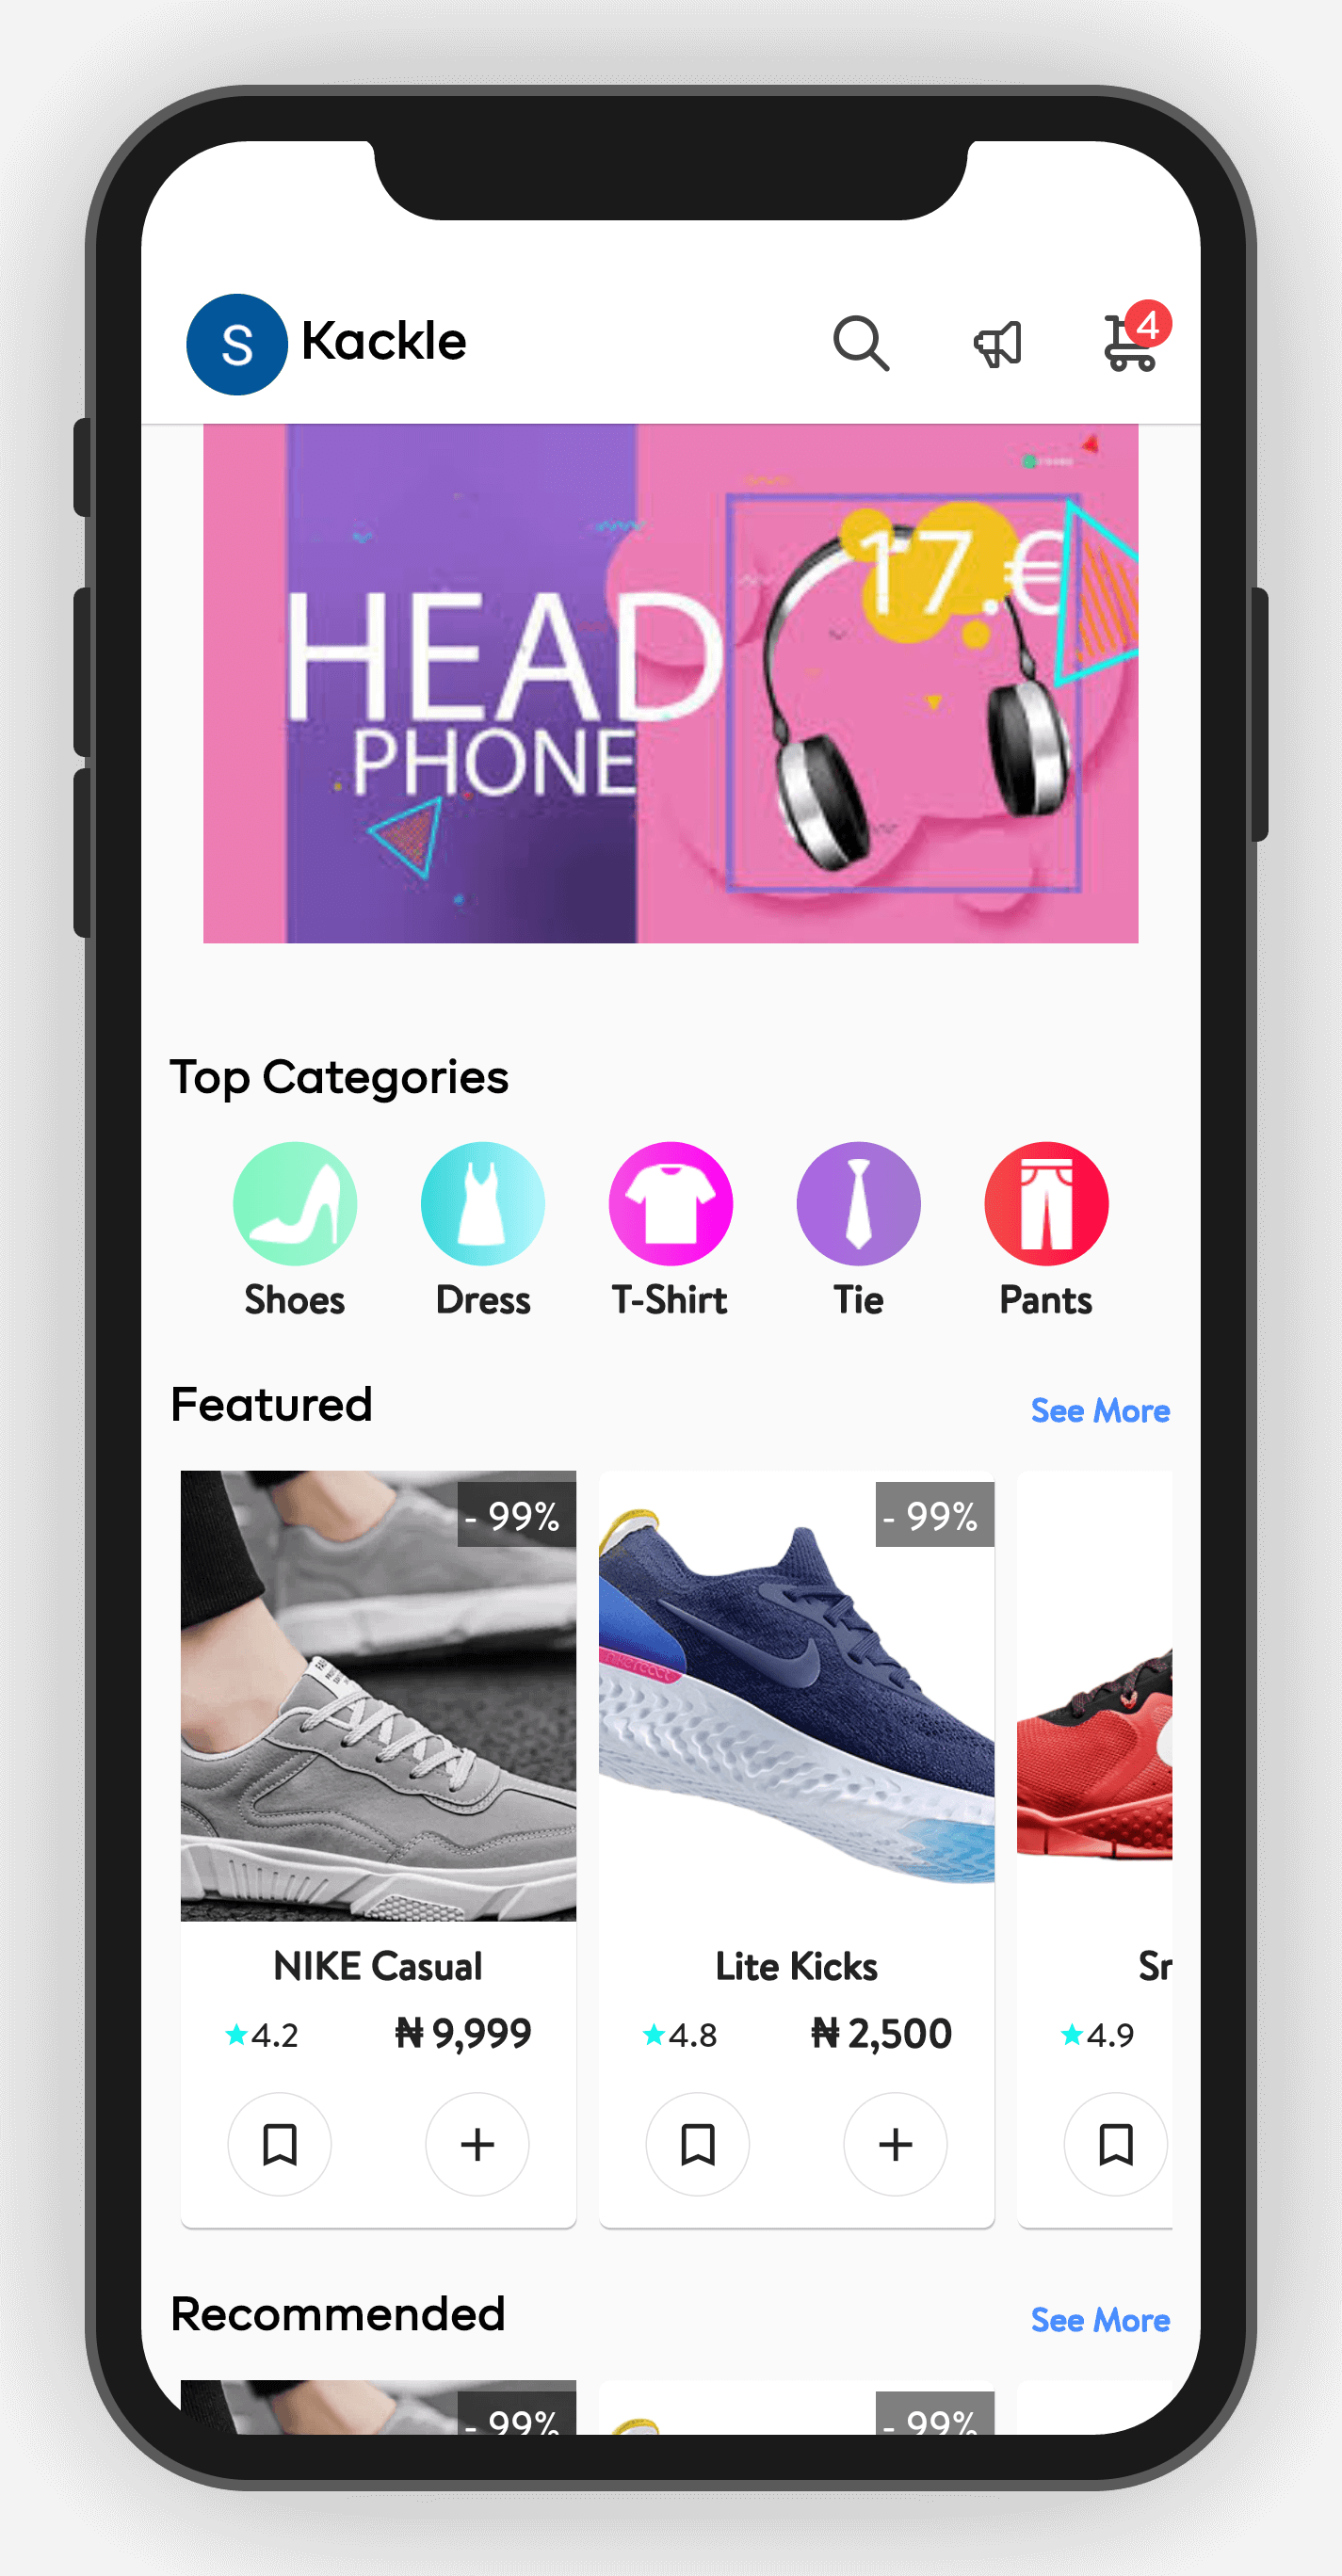 S Kackle 4
17.€
HEAD
PHONE
Top Categories
Shoes Dress T-Shirt Tie Pants
Featured See More
- 99% - 99%
NIKE Casual Lite Kicks Sr
4.2 ₦ 9,999 4.8 ₦ 2,500 4.9
Recommended See More
- 99% - 99%